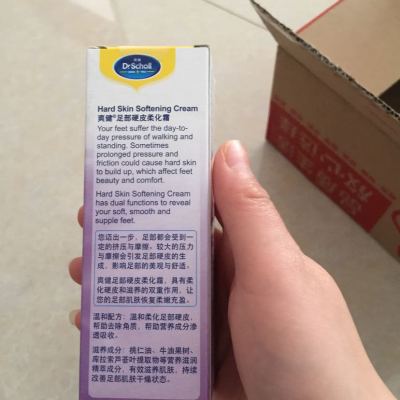 爽健
Dr.Scholl
Hard Skin Softening Cream
爽健®足部硬皮柔化霜
Your feet suffer the day-to-
day pressure of walking and
standing. Sometimes
prolonged pressure and
friction could cause hard skin
to build up, which affect feet
beauty and comfort.
Hard Skin Softening Cream
has dual functions to reveal
your soft, smooth and
supple feet.
您迈出一步，足部都会受到一
定的挤压与摩擦。较大的压力
与摩擦会引发足部硬皮的生
成，影响足部的美观与舒适。
爽健足部硬皮柔化霜，具有柔
化硬皮和滋养的双重作用，让
您的足部肌肤恢复柔嫩充盈。
温和配方：温和柔化足部硬皮，
帮助去除角质，帮助营养成分渗
透吸收。
滋养成分：桃仁油、牛油果树、
库拉索芦荟叶提取物等营养滋润
精萃成分，有效滋养肌肤，持续
改善足部肌肤干燥状态。